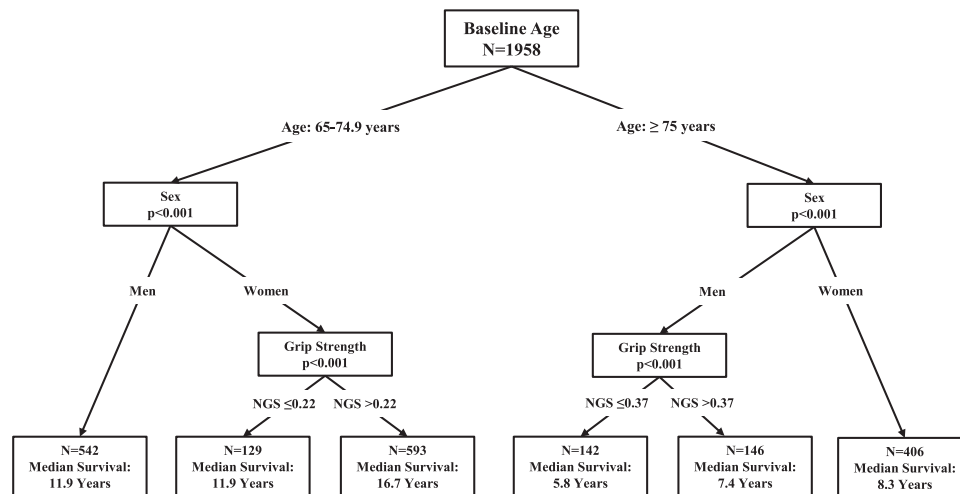 Baseline Age
N=1958
Age: 65-74.9 years
Age: ≥ 75 years
Sex
p<0.001
Sex
p<0.001
Men
Women
Men
Women
Grip Strength
p<0.001
Grip Strength
p<0.001
NGS ≤0.22
NGS >0.22
NGS ≤0.37
NGS >0.37
N=542
Median Survival:
11.9 Years
N=129
Median Survival:
11.9 Years
N=593
Median Survival:
16.7 Years
N=142
Median Survival:
5.8 Years
N=146
Median Survival:
7.4 Years
N=406
Median Survival:
8.3 Years